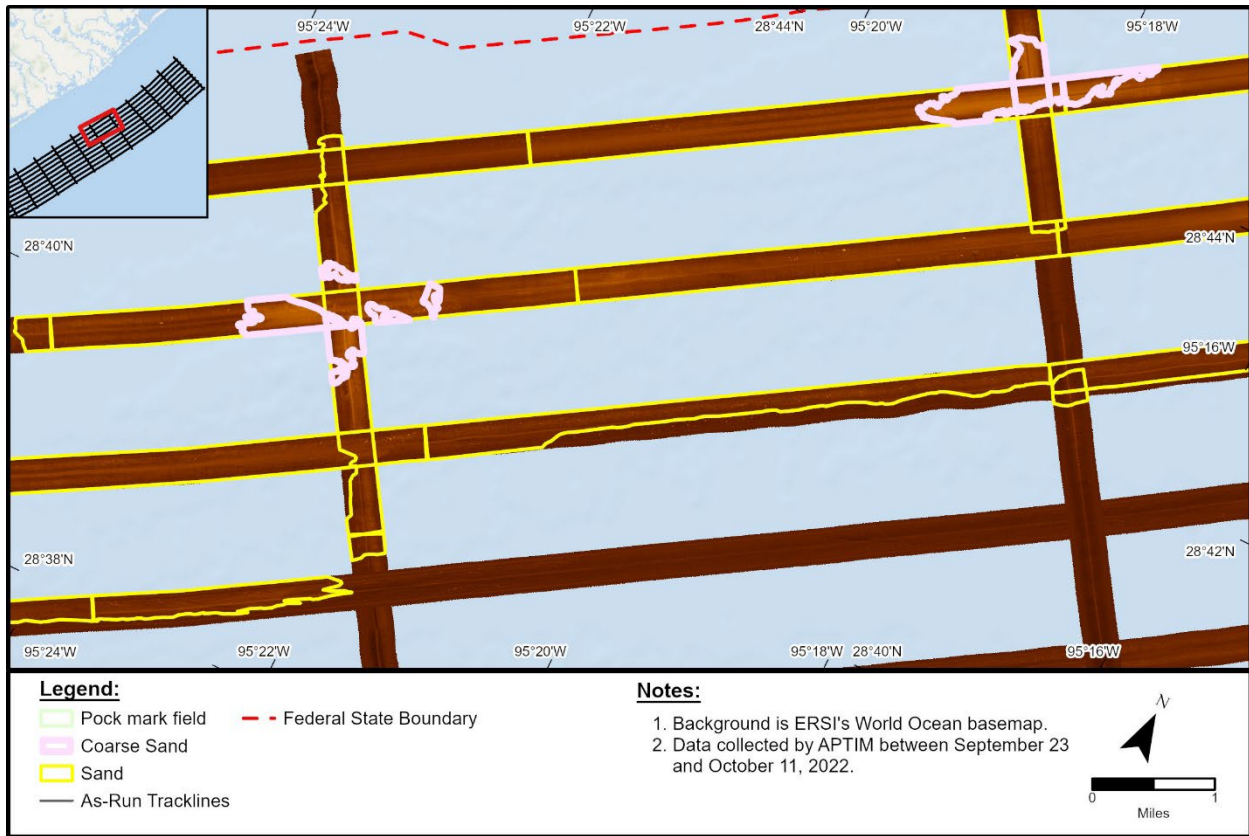 95°24'W
95°22'W
28°44'N
95°20'W
95°18'W
28°40'N
28°44'N
95°16'W
28°38'N
28°42'N
95°24'W
95°22'W
95°20'W
95°18'W
28°40'N
95°16'W
Legend:
Pock mark field
Federal State Boundary
Coarse Sand
Sand
As-Run Tracklines
Notes:
1. Background is ERSI's World Ocean basemap.
2. Data collected by APTIM between September 23
and October 11, 2022.
N
0
1
Miles